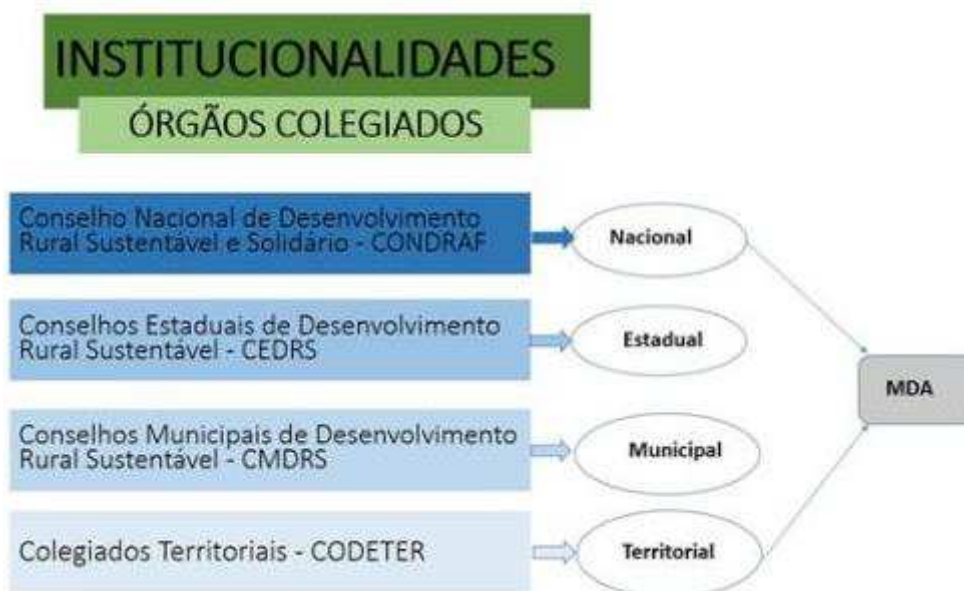 INSTITUCIONALIDADES
ÓRGÃOS COLEGIADOS
Conselho Nacional de Desenvolvimento
Rural Sustentável e Solidário - CONDRAF
Nacional
Conselhos Estaduais de Desenvolvimento
Rural Sustentável - CEDRS
Estadual
MDA
Conselhos Municipais de Desenvolvimento
Rural Sustentável - CMDRS
Municipal
Colegiados Territoriais - CODETER
Territorial